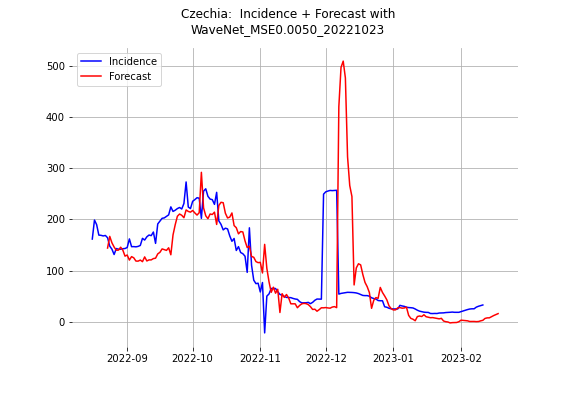 Czechia:  Incidence + Forecast with
WaveNet_MSE0.0050_20221023
Incidence
Forecast
500
400
300
200
100
0
2022-09 2022-10 2022-11 2022-12 2023-01 2023-02